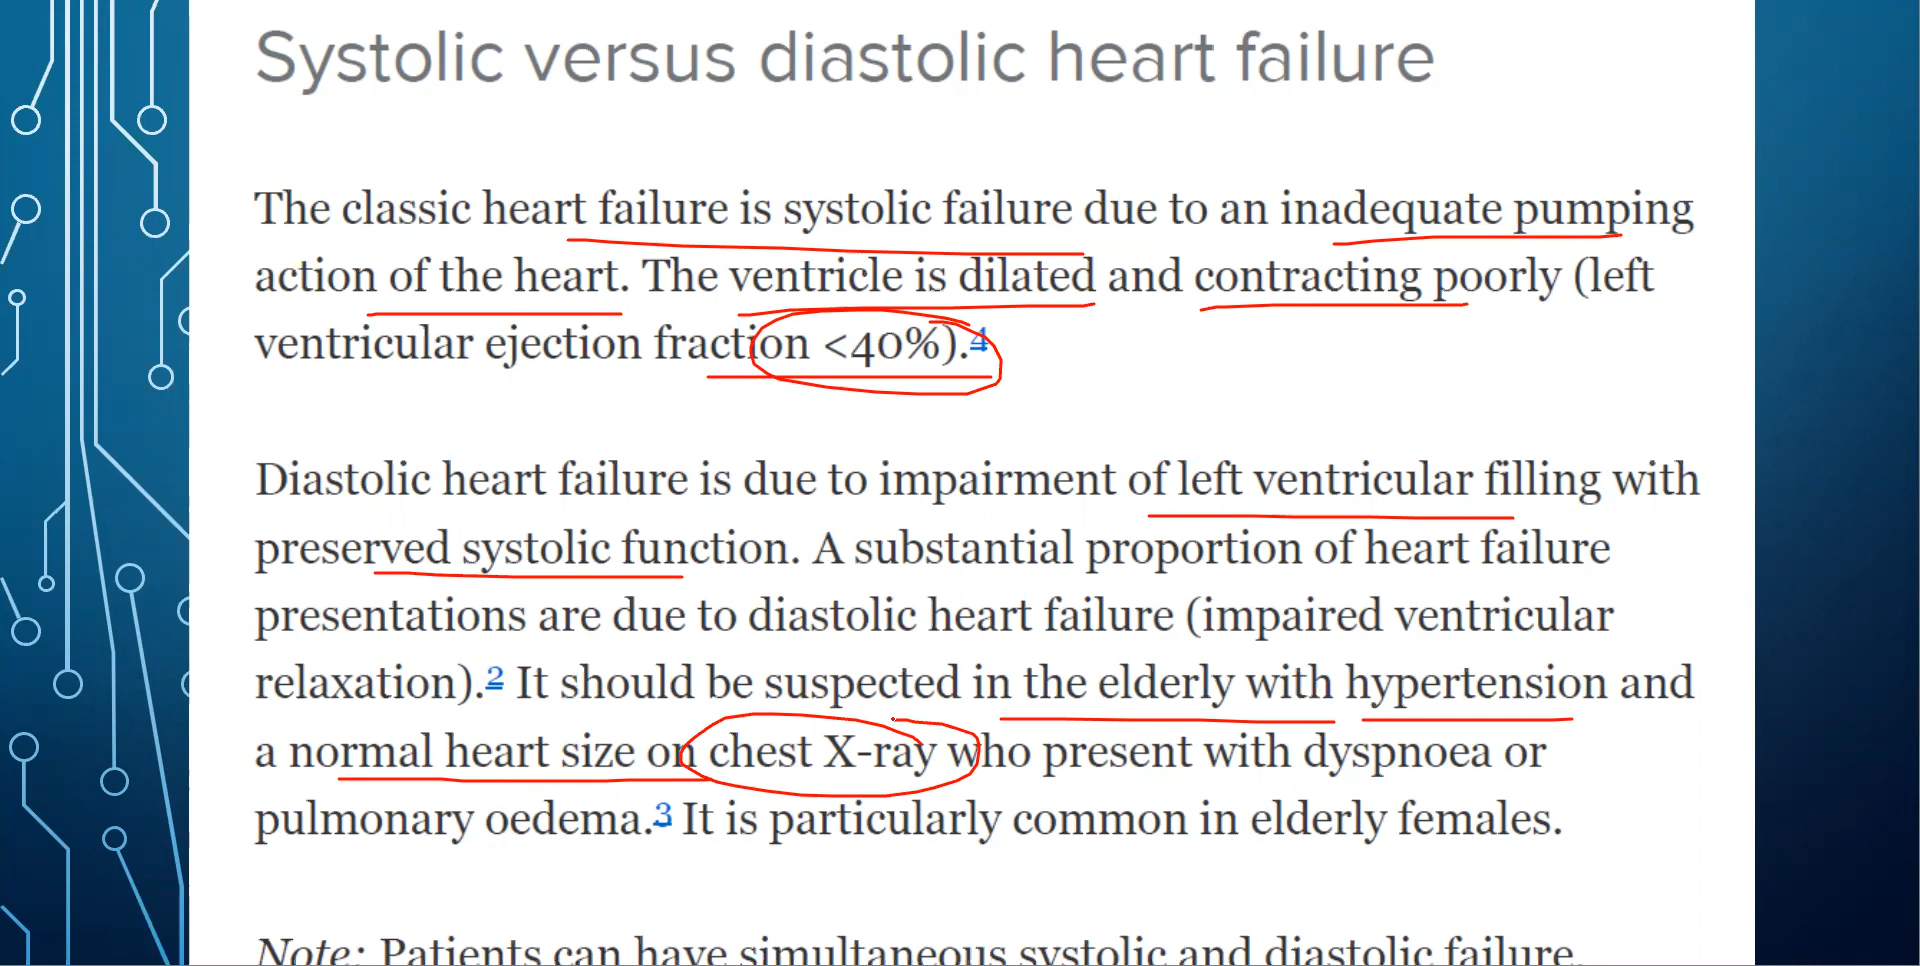 Systolic versus diastolic heart failure
The classic heart failure is systolic failure due to an inadequate pumping
action of the heart. The ventricle is dilated and contracting poorly (left
ventricular ejection fraction <40%).4
Diastolic heart failure is due to impairment of left ventricular filling with
preserved systolic function. A substantial proportion of heart failure
presentations are due to diastolic heart failure (impaired ventricular
relaxation).2 It should be suspected in the elderly with hypertension and
a normal heart size on chest X-ray who present with dyspnoea or
pulmonary oedema.3 It is particularly common in elderly females.
Note: Patients can have simultaneous systolic and diastolic failure.